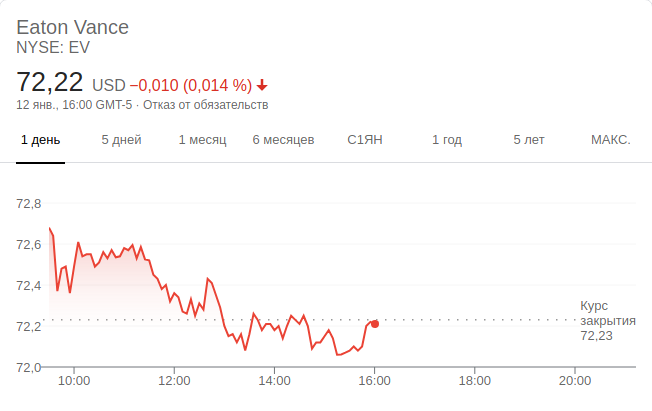 Eaton Vance
NYSE: EV
72,22 USD −0,010 (0,014 %)
12 янв., 16:00 GMT-5 · Отказ от обязательств
1 день 5 дней 1 месяц 6 месяцев С1ЯН 1 год 5 лет МАКС.
72,8
72,6
72,4
72,2
72,0
Курс
закрытия
72,23
10:00 12:00 14:00 16:00 18:00 20:00